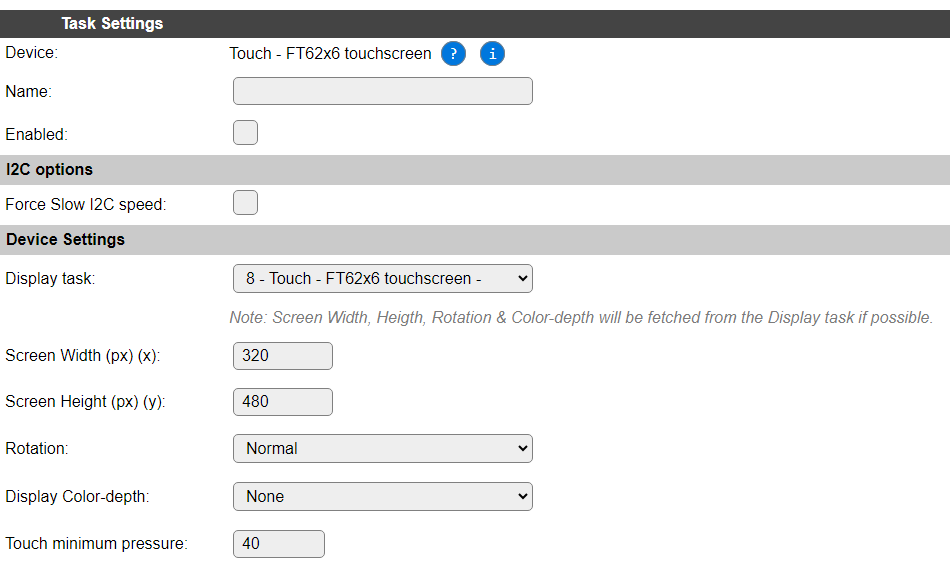 Task Settings
Device: Touch - FT62x6 touchscreen ? i
Name:
Enabled:
I2C options
Force Slow I2C speed:
Device Settings
Display task: 8 - Touch - FT62x6 touchscreen -
Note: Screen Width, Heigth, Rotation & Color-depth will be fetched from the Display task if possible.
Screen Width (px) (x): 320
Screen Height (px) (y): 480
Rotation: Normal
Display Color-depth: None
Touch minimum pressure: 40